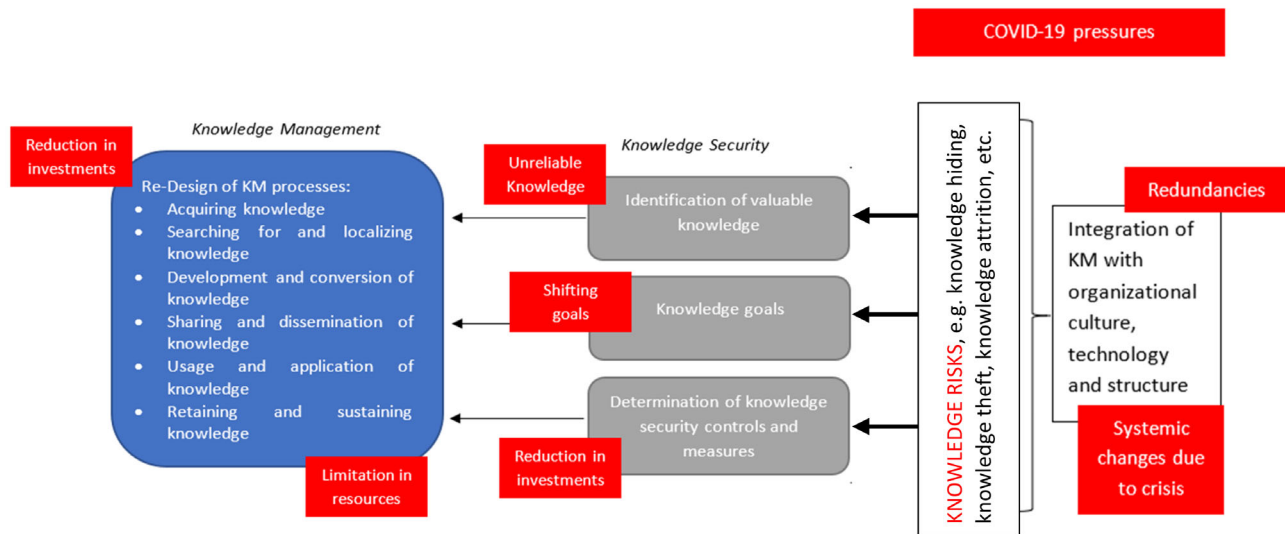 COVID-19 pressures
Knowledge Management
Reduction in
investments
Re-Design of KM processes:
• Acquiring knowledge
• Searching for and localizing
knowledge
• Development and conversion of
knowledge
• Sharing and dissemination of
knowledge
• Usage and application of
knowledge
• Retaining and sustaining
knowledge
Limitation in
resources
Knowledge Security
Unreliable
Knowledge
Identification of valuable
knowledge
Shifting
goals
Knowledge goals
Determination of knowledge
security controls and
measures
Reduction in
investments
KNOWLEDGE RISKS, e.g. knowledge hiding,
knowledge theft, knowledge attrition, etc.
Redundancies
Integration of
KM with
organizational
culture,
technology
and structure
Systemic
changes due
to crisis